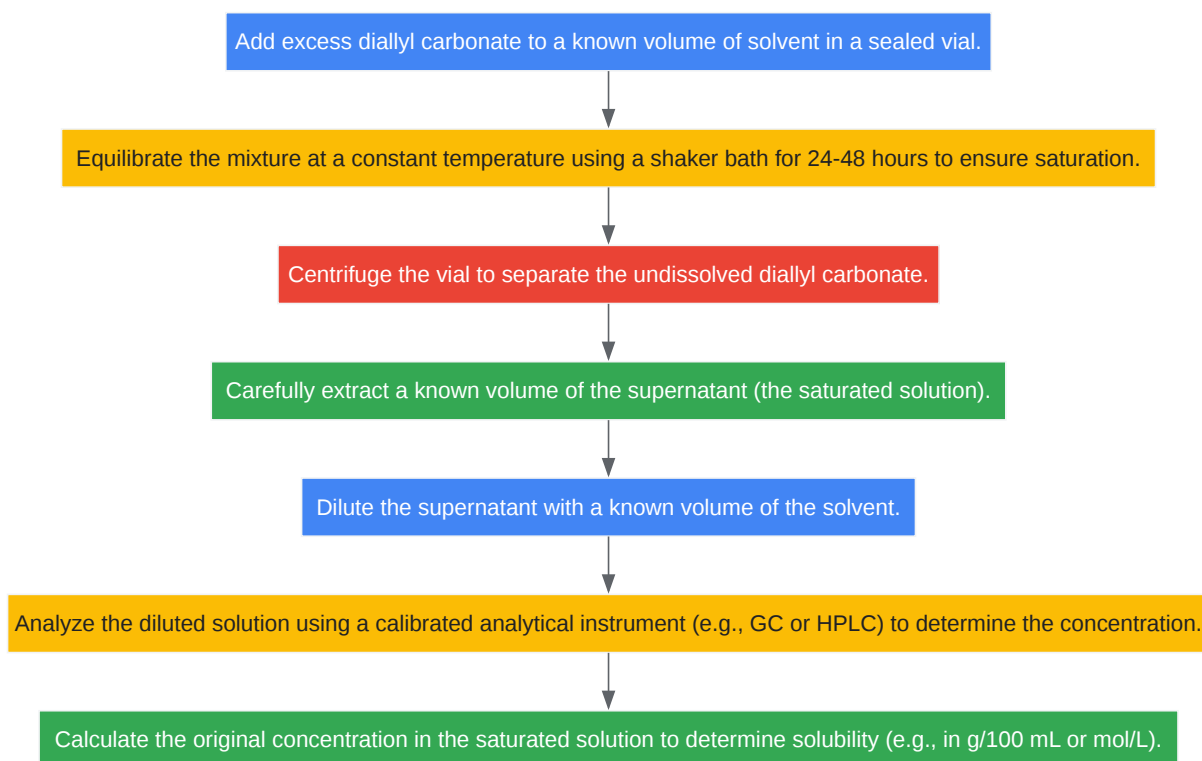 Add excess diallyl carbonate to a known volume of solvent in a sealed vial.
Equilibrate the mixture at a constant temperature using a shaker bath for 24-48 hours to ensure saturation.
Centrifuge the vial to separate the undissolved diallyl carbonate.
Carefully extract a known volume of the supernatant (the saturated solution).
Dilute the supernatant with a known volume of the solvent.
Analyze the diluted solution using a calibrated analytical instrument (e.g., GC or HPLC) to determine the concentration.
Calculate the original concentration in the saturated solution to determine solubility (e.g., in g/100 mL or mol/L).